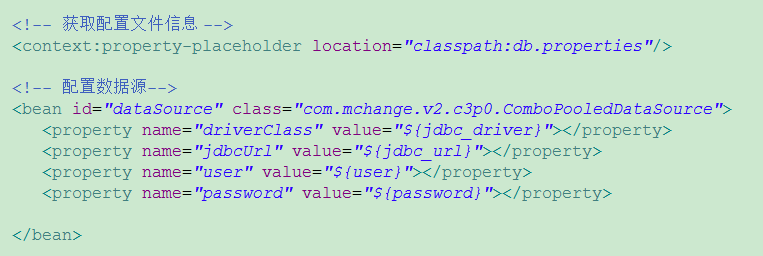 <!-- 获取配置文件信息 -->
<context:property-placeholder location="classpath:db.properties"/>
<!-- 配置数据源-->
<bean id="dataSource" class="com.mchange.v2.c3p0.ComboPooledDataSource">
<property name="driverClass" value="${jdbc_driver}"></property>
<property name="jdbcUrl" value="${jdbc_url}"></property>
<property name="user" value="${user}"></property>
<property name="password" value="${password}"></property>
</bean>